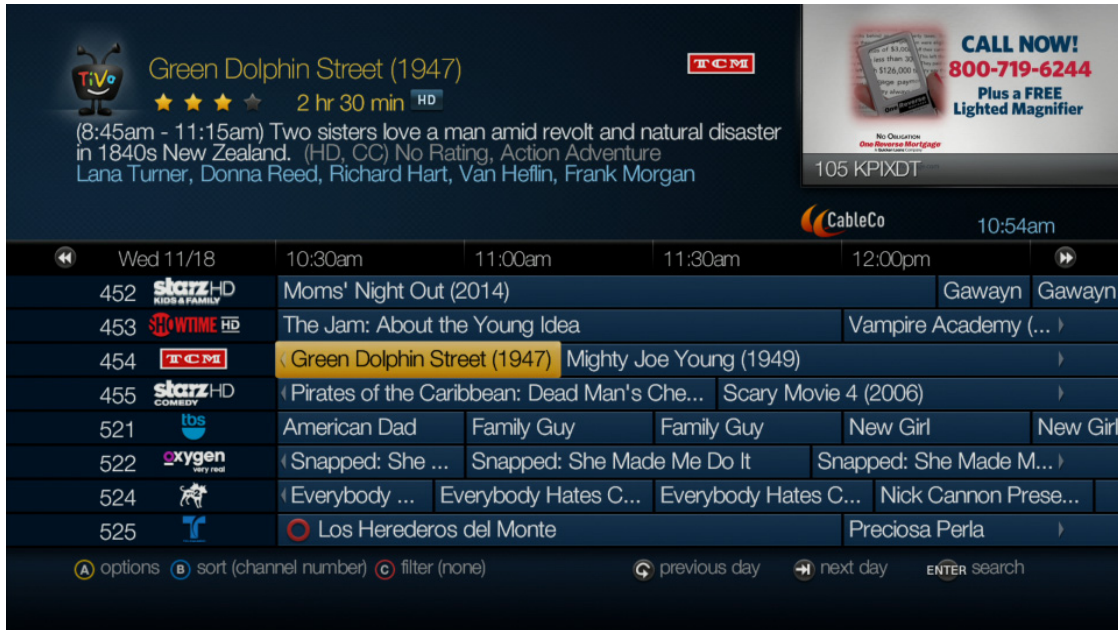 TiVo
Green Dolphin Street (1947)
TCM
2 hr 30 min HD
(8:45am - 11:15am) Two sisters love a man amid revolt and natural disaster
in 1840s New Zealand. (HD, CC) No Rating, Action Adventure
Lana Turner, Donna Reed, Richard Hart, Van Heflin, Frank Morgan
CALL NOW!
800-719-6244
Plus a FREE
Lighted Magnifier
No Obligation
One Reverse Mortgage
105 KPIXDT
CableCo
10:54am
Wed 11/18 10:30am 11:00am 11:30am 12:00pm
452 starz HD KIDS & FAMILY Moms' Night Out (2014) Gawayn Gawayn
453 SHOWTIME HD The Jam: About the Young Idea Vampire Academy (...
454 TCM Green Dolphin Street (1947) Mighty Joe Young (1949)
455 starz HD COMEDY Pirates of the Caribbean: Dead Man's Che... Scary Movie 4 (2006)
521 tbs American Dad Family Guy Family Guy New Girl New Girl
522 oxygen very real Snapped: She ... Snapped: She Made Me Do It Snapped: She Made M...
524 Everybody ... Everybody Hates C... Everybody Hates C... Nick Cannon Prese...
525 Los Herederos del Monte Preciosa Perla
A options B sort (channel number) C filter (none) previous day next day ENTER search